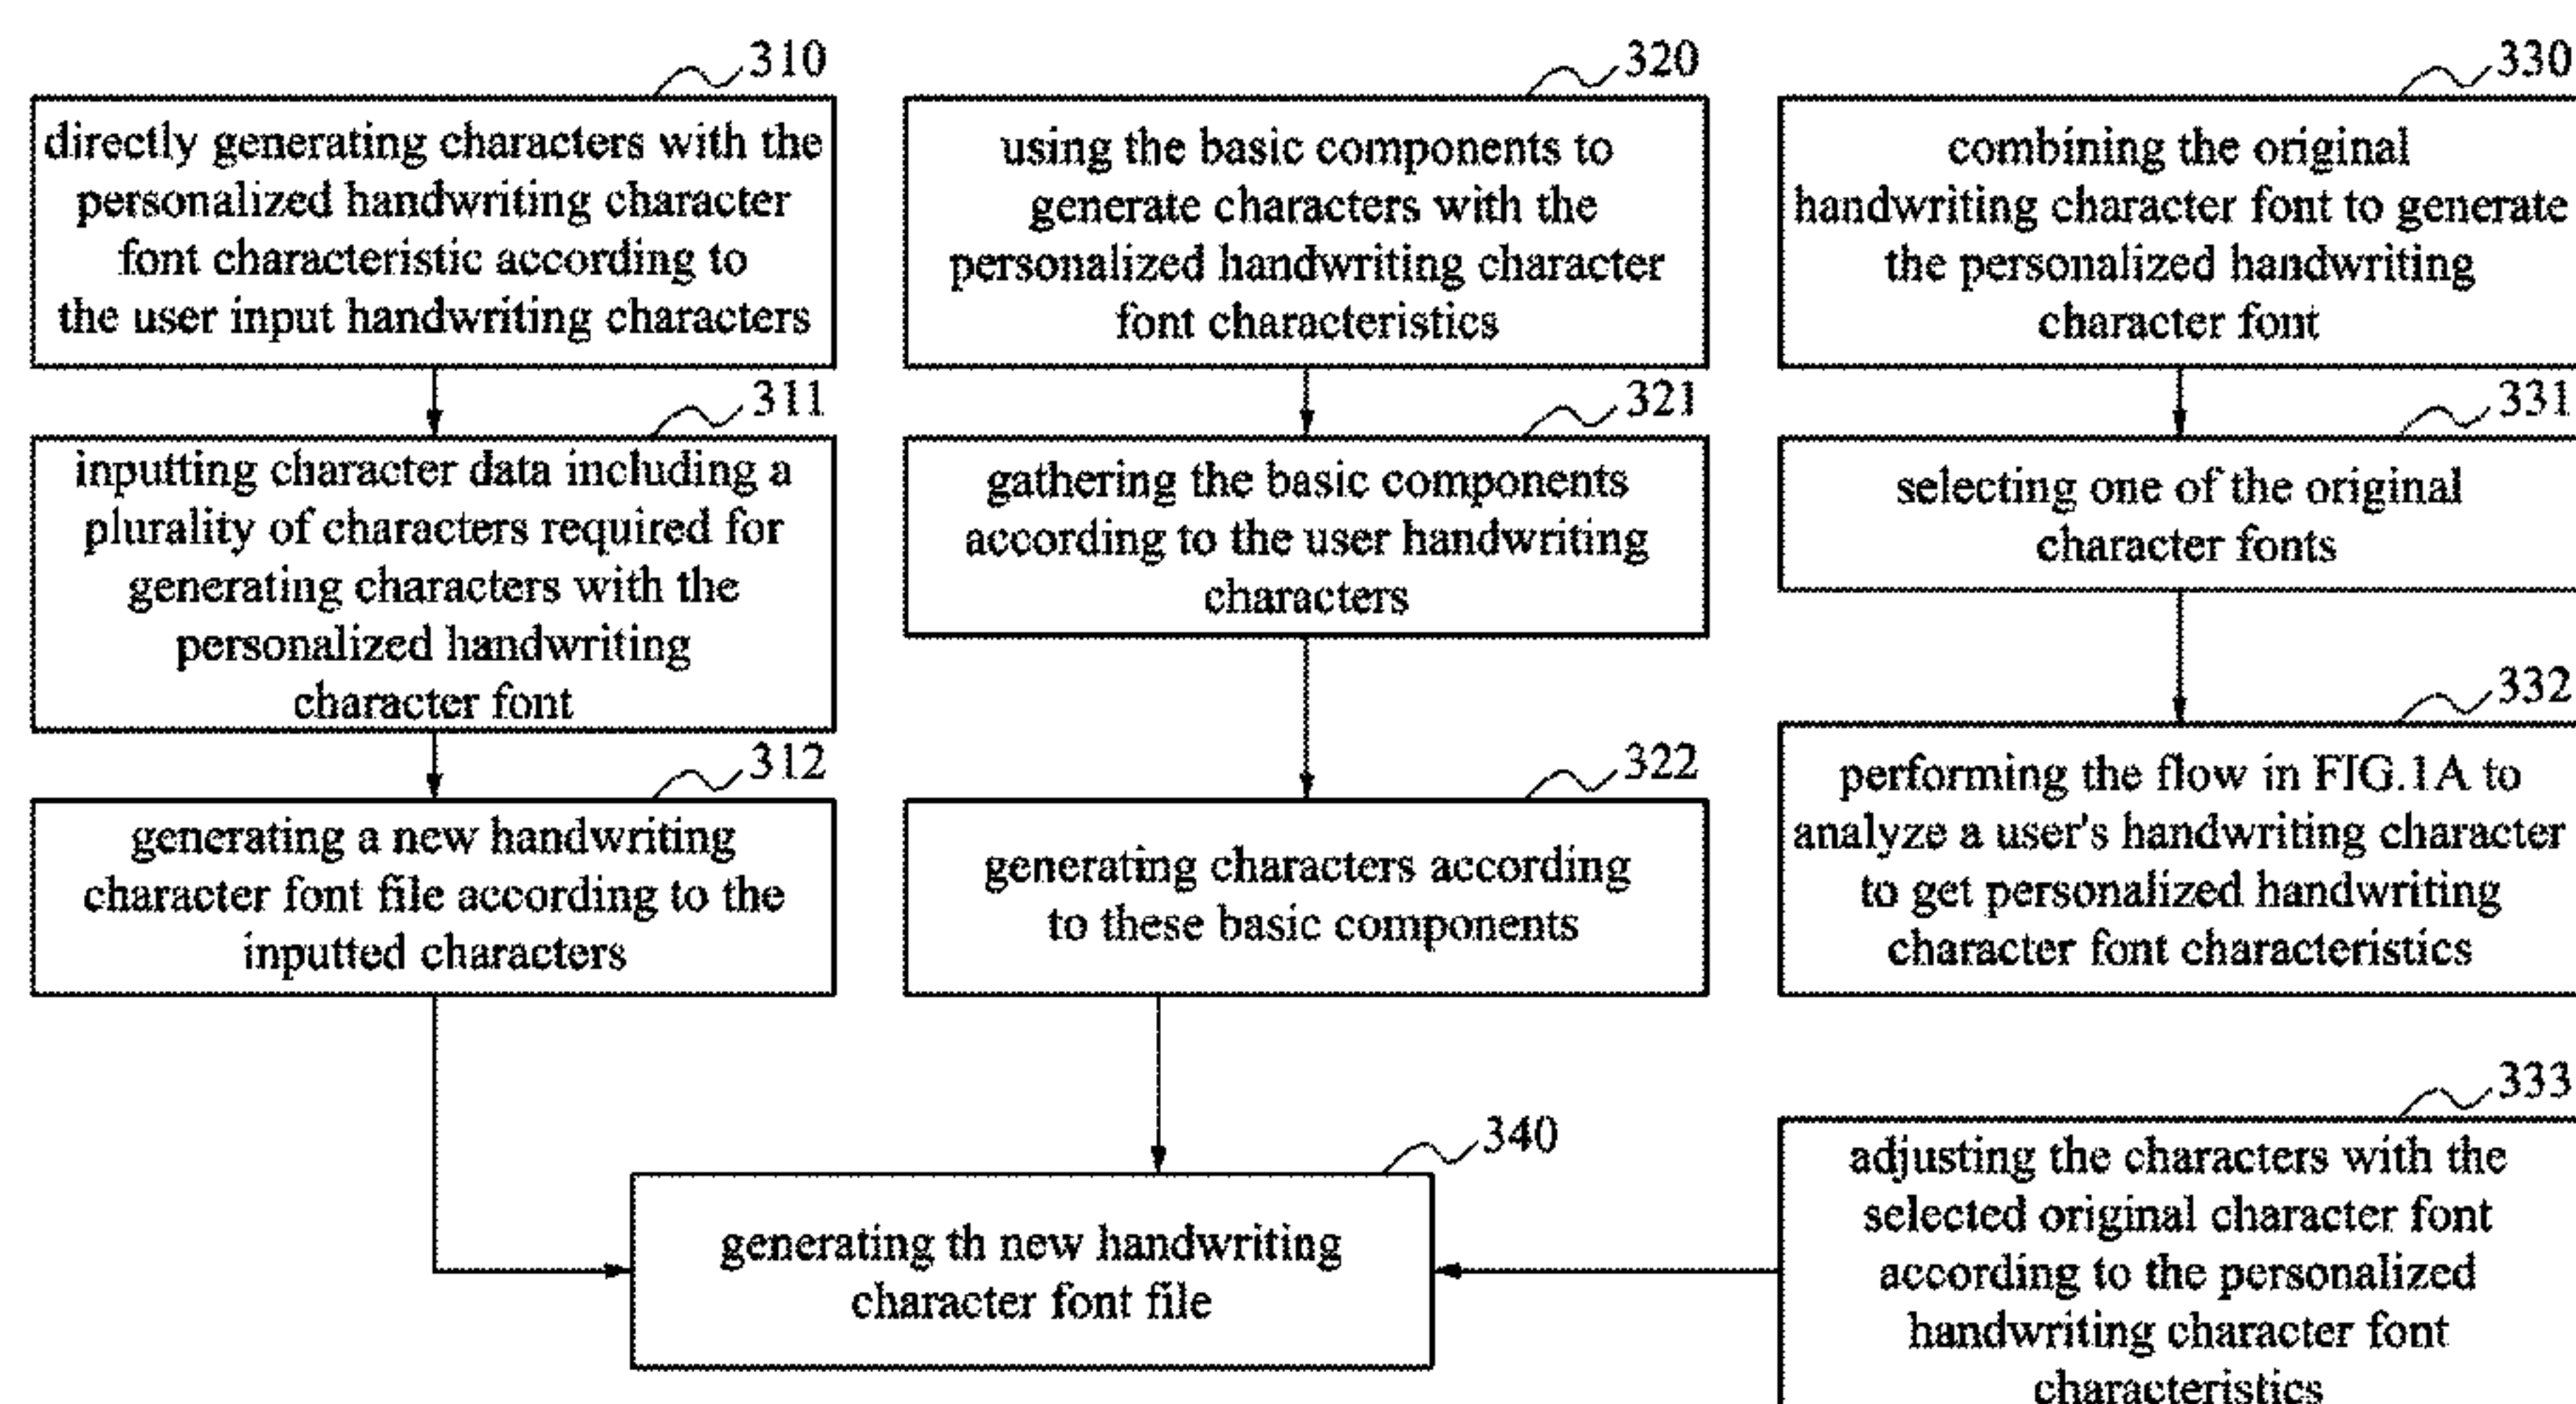 310
directly generating characters with the
personalized handwriting character
font characteristic according to
the user input handwriting characters
311
inputting character data including a
plurality of characters required for
generating characters with the
personalized handwriting
character font
312
generating a new handwriting
character font file according to the
inputted characters
320
using the basic components to
generate characters with the
personalized handwriting character
font characteristics
321
gathering the basic components
according to the user handwriting
characters
322
generating characters according
to these basic components
330
combining the original
handwriting character font to generate
the personalized handwriting
character font
331
selecting one of the original
character fonts
332
performing the flow in FIG.1A to
analyze a user's handwriting character
to get personalized handwriting
character font characteristics
333
adjusting the characters with the
selected original character font
according to the personalized
handwriting character font
characteristics
340
generating th new handwriting
character font file